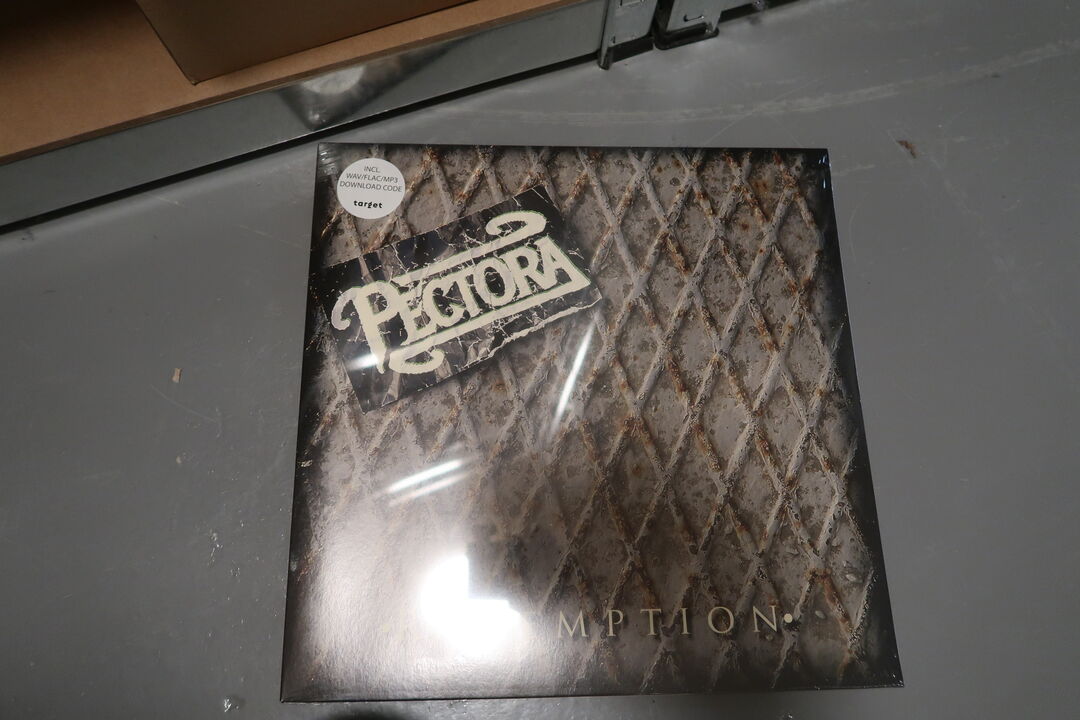 INCL.
WAV/FLAC/MP3
DOWNLOAD CODE
target
PECTORA
MPTION